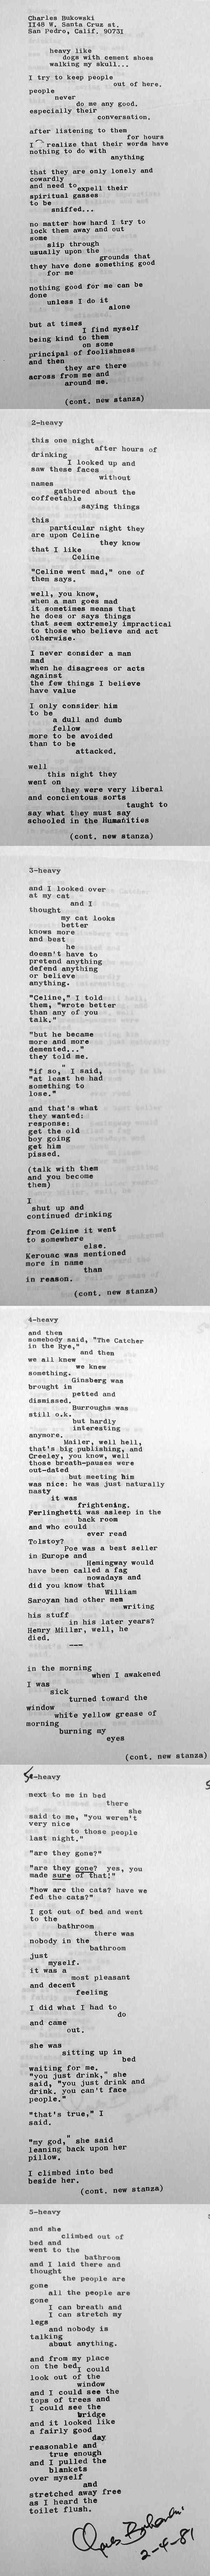 Charles Bukowski
1148 W. Santa Cruz st.
San Pedro, Calif. 90731
heavy like
dogs with cement shoes
walking my skull...
I try to keep people
out of here.
people
never
do me any good.
especially their
conversation.
after listening to them
for hours
I realize that their words have
nothing to do with
anything
that they are only lonely and
cowardly
and need to expell their
spiritual gasses
to be
sniffed...
no matter how hard I try to
lock them away and out
some
slip through
usually upon the
grounds that
they have done something good
for me
nothing good for me can be
done
unless I do it
alone
but at times
I find myself
being kind to them
on some
principal of foolishness
and then
they are there
across from me and
around me.
(cont. new stanza)
2-heavy
this one night
after hours of
drinking
I looked up and
saw these faces
without
names
gathered about the
coffeetable
saying things
this
particular night they
are upon Celine
they know
that I like
Celine
"Celine went mad," one of
them says.
well, you know,
when a man goes mad
it sometimes means that
he does or says things
that seem extremely impractical
to those who believe and act
otherwise.
I never consider a man
mad
when he disagrees or acts
against
the few things I believe
have value
I only consider him
to be
a dull and dumb
fellow
more to be avoided
than to be
attacked.
well
this night they
went on
they were very liberal
and concientous sorts
taught to
say what they must say
schooled in the Humanities
(cont. new stanza)
3-heavy
and I looked over
at my cat
and I
thought
my cat looks
better
knows more
and best
he
doesn't have to
pretend anything
defend anything
or believe
anything.
"Celine," I told
them, "wrote better
than any of you
talk."
"but he became
more and more
demented..."
they told me.
"if so," I said,
"at least he had
something to
lose."
and that's what
they wanted:
response:
get the old
boy going
get him
pissed.
(talk with them
and you become
them)
I
shut up and
continued drinking
from Celine it went
to somewhere
else.
Kerouac was mentioned
more in name
than
in reason.
(cont. new stanza)
4-heavy
and them
somebody said, "The Catcher
in the Rye,"
and them
we all knew
we knew
something.
Ginsberg was
brought in
petted and
dismissed.
Burroughs was
still o.k.
but hardly
interesting
anymore.
Mailer, well hell,
that's big publishing, and
Creeley, you know, well
those breath-pauses were
out-dated
but meeting him
was nice: he was just naturally
nasty
it was
frightening.
Ferlinghetti was asleep in the
back room
and who could
ever read
Tolstoy?
Poe was a best seller
in Europe and
Hemingway would
have been called a fag
nowadays and
did you know that
William
Saroyan had other men
writing
his stuff
in his later years?
Henry Miller, well, he
died.
---
in the morning
when I awakened
I was
sick
turned toward the
window
white yellow grease of
morning
burning my
eyes
(cont. new stanza)
-heavy
next to me in bed
there
she
said to me, "you weren't
very nice
to those people
last night."
"are they gone?"
"are they gone? yes, you
made sure of that!"
"how are the cats? have we
fed the cats?"
I got out of bed and went
to the
bathroom
there was
nobody in the
bathroom
just
myself.
it was a
most pleasant
and decent
feeling
I did what I had to
do
and came
out.
she was
sitting up in
bed
waiting for me.
"you just drink," she
said, "you just drink and
drink. you can't face
people."
"that's true," I
said.
"my god," she said
leaning back upon her
pillow.
I climbed into bed
beside her.
(cont. new stanza)
5-heavy
and she
climbed out of
bed and
went to the
bathroom
and I laid there and
thought
the people are
gone
all the people are
gone
I can breath and
I can stretch my
legs
and nobody is
talking
about anything.
and from my place
on the bed, I could
look out of the
window
and I could see the
tops of trees and
I could see the
bridge
and it looked like
a fairly good
day
reasonable and
true enough
and I pulled the
blankets
over myself
and
stretched away free
as I heard the
toilet flush.
Charles Bukowski
2-4-81